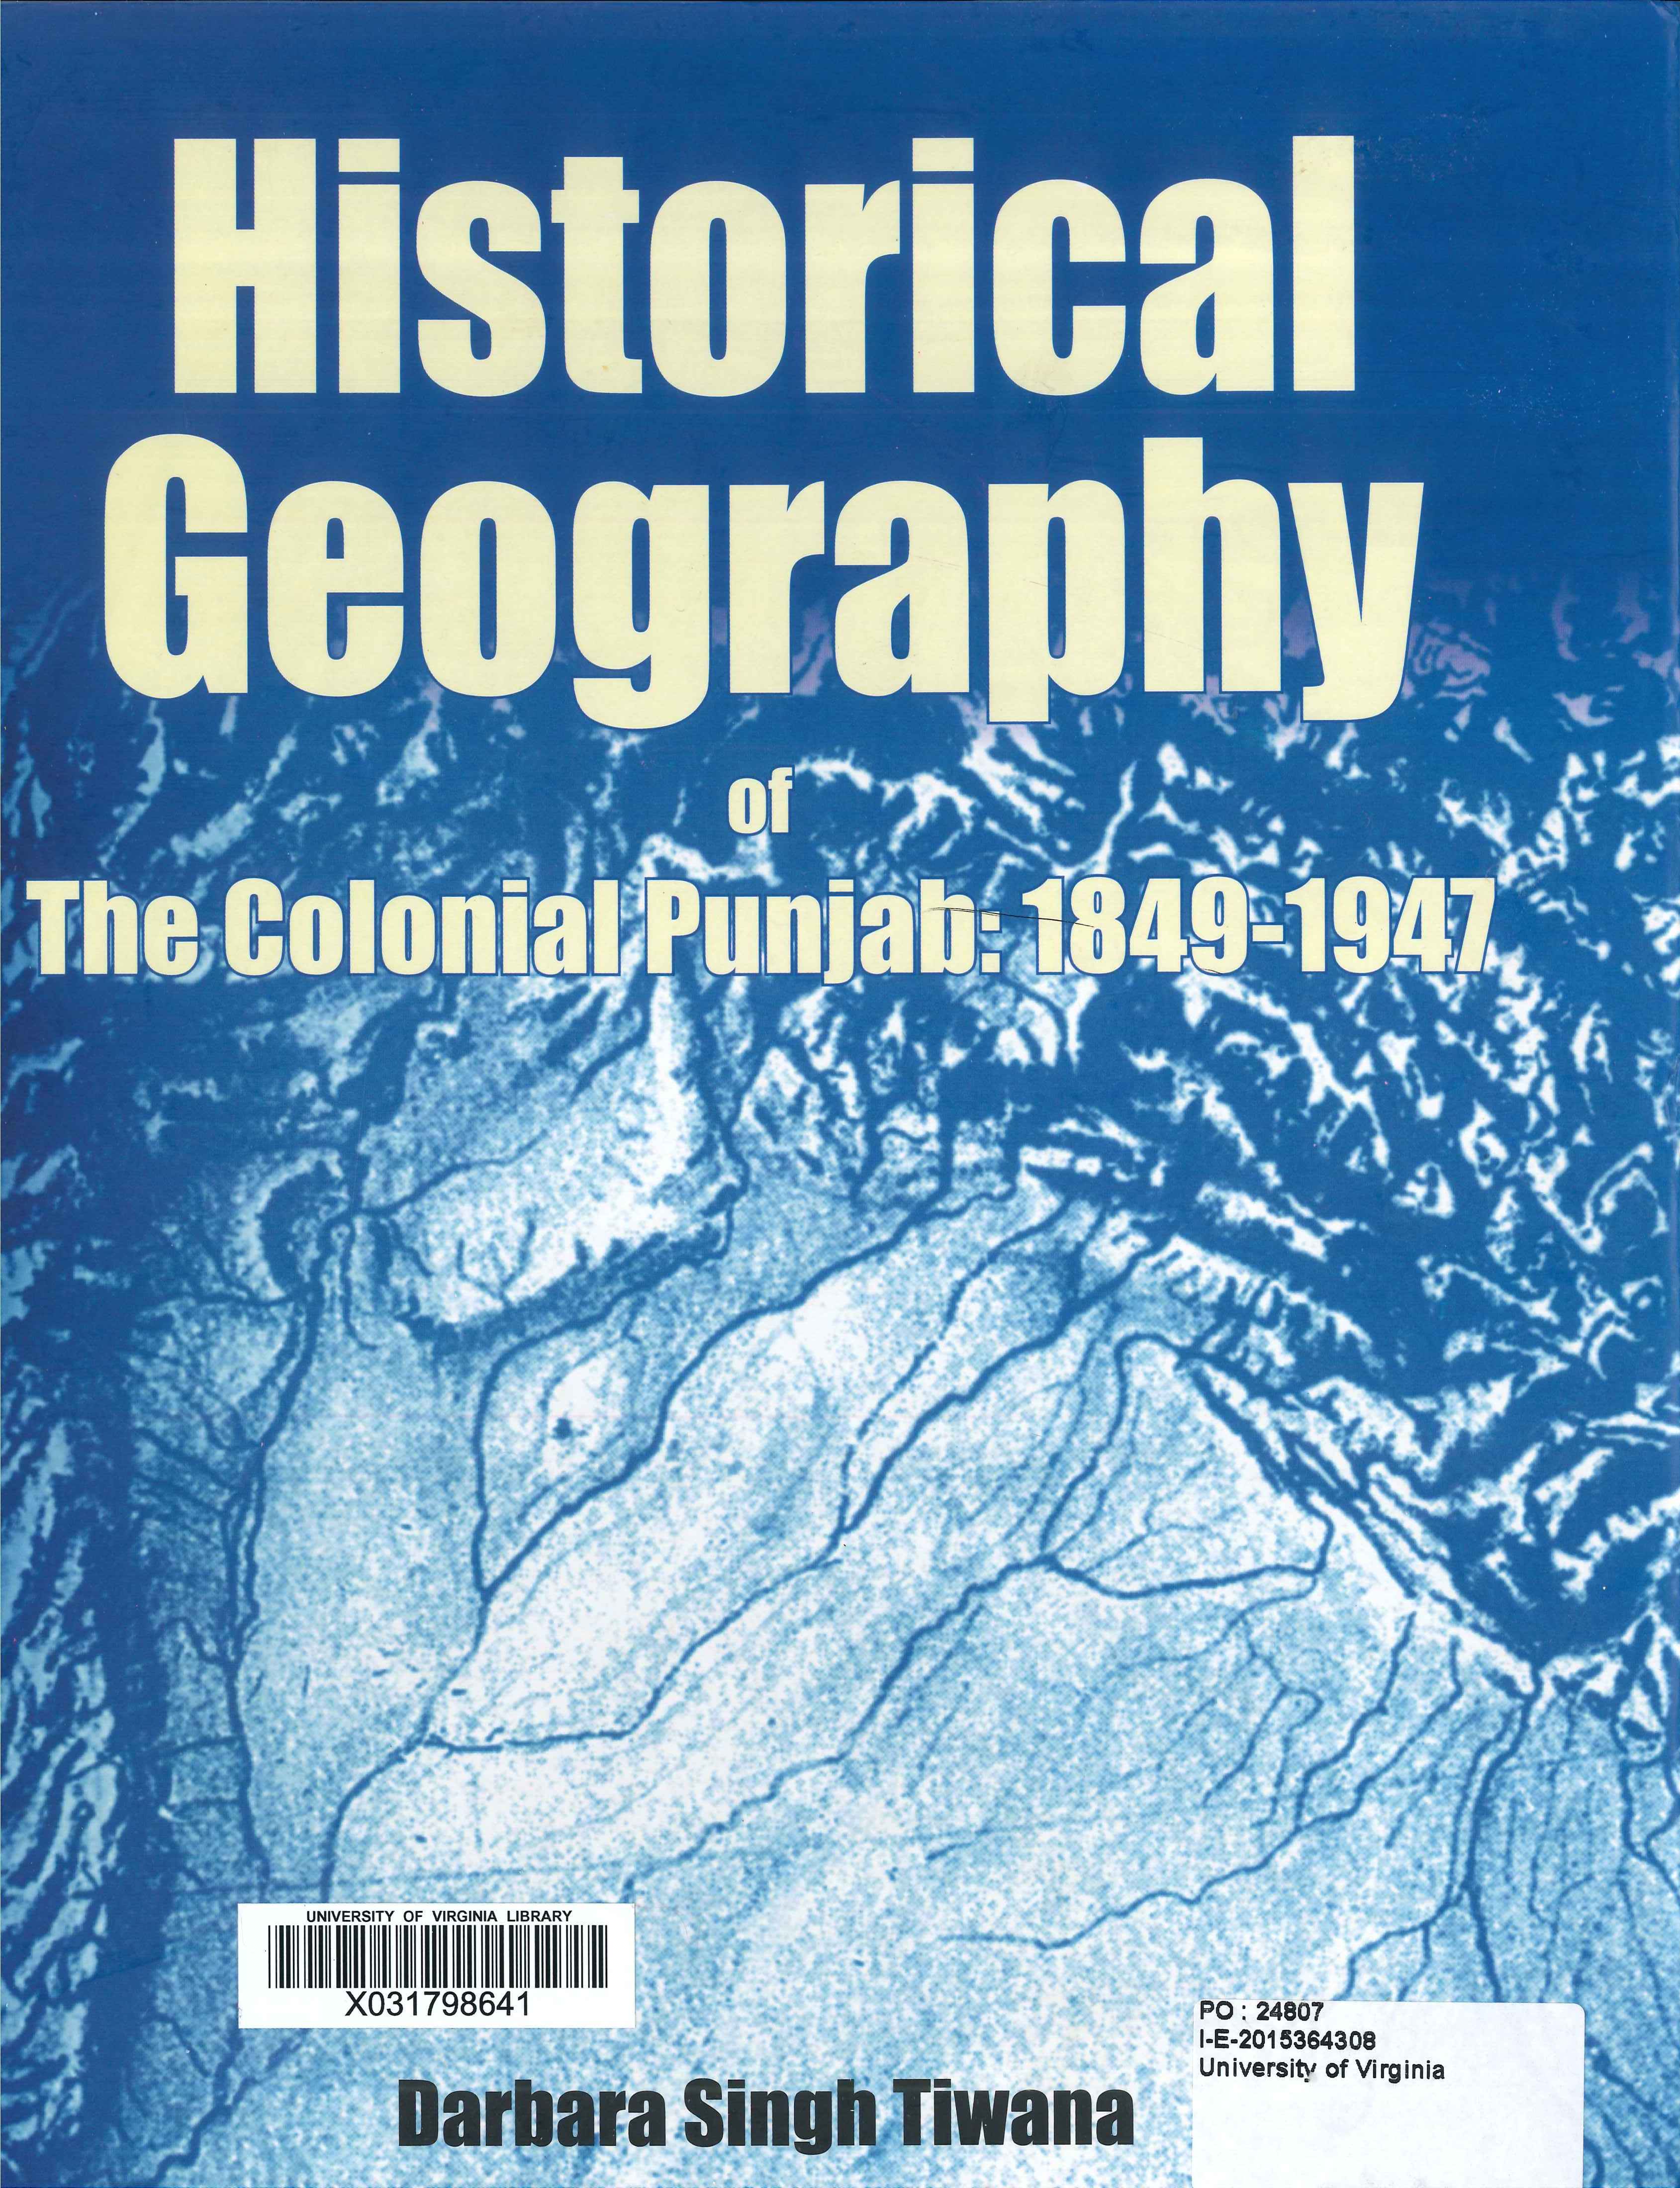 Historical
Geography
of
The Colonial Punjab: 1849-1947
UNIVERSITY OF VIRGINIA LIBRARY
X031798641
PO : 24807
I-E-2015364308
University of Virginia
Darbara Singh Tiwana